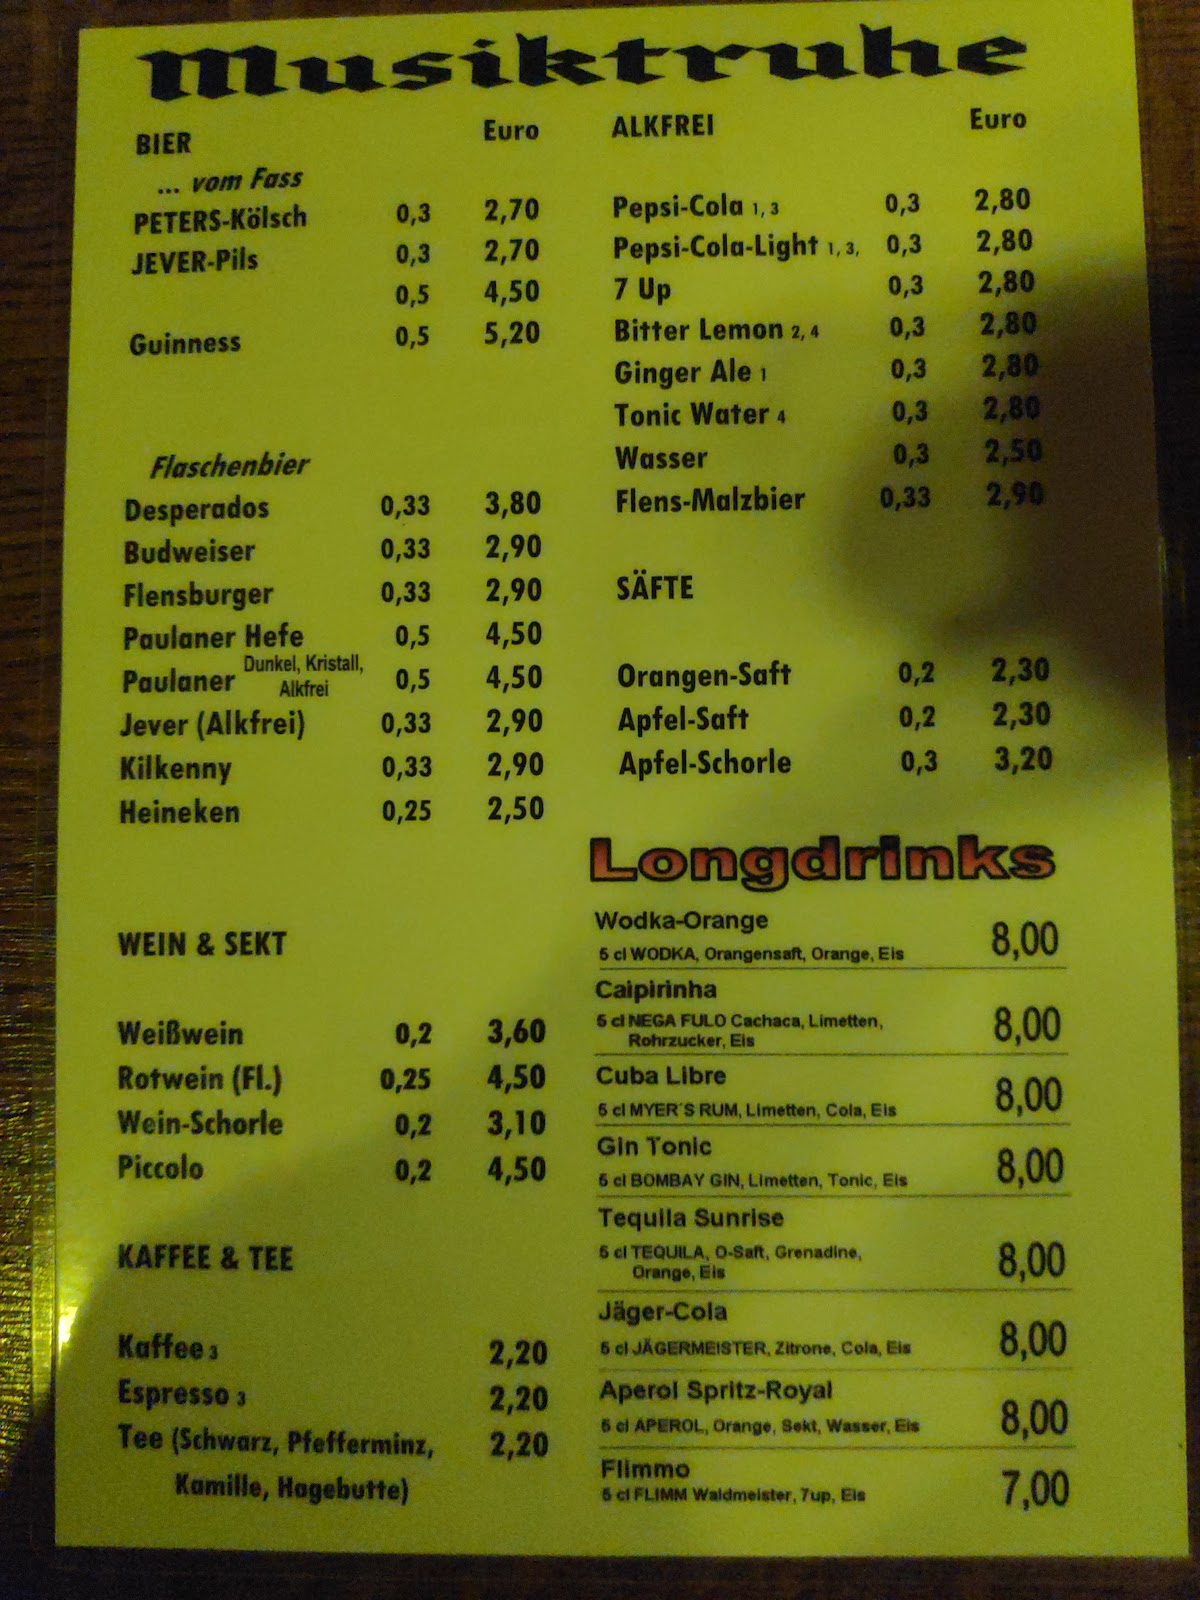 Musiktruhe
BIER Euro
... vom Fass
PETERS-Kölsch 0,3 2,70
JEVER-Pils 0,3 2,70
0,5 4,50
Guinness 0,5 5,20
Flaschenbier
Desperados 0,33 3,80
Budweiser 0,33 2,90
Flensburger 0,33 2,90
Paulaner Hefe 0,5 4,50
Paulaner Dunkel, Kristall, Alkfrei 0,5 4,50
Jever (Alkfrei) 0,33 2,90
Kilkenny 0,33 2,90
Heineken 0,25 2,50
WEIN & SEKT
Weißwein 0,2 3,60
Rotwein (Fl.) 0,25 4,50
Wein-Schorle 0,2 3,10
Piccolo 0,2 4,50
KAFFEE & TEE
Kaffee 3 2,20
Espresso 3 2,20
Tee (Schwarz, Pfefferminz, 2,20
Kamille, Hagebutte)
ALKFREI Euro
Pepsi-Cola 1, 3 0,3 2,80
Pepsi-Cola-Light 1, 3, 0,3 2,80
7 Up 0,3 2,80
Bitter Lemon 2, 4 0,3 2,80
Ginger Ale 1 0,3 2,80
Tonic Water 4 0,3 2,80
Wasser 0,3 2,50
Flens-Malzbier 0,33 2,90
SÄFTE
Orangen-Saft 0,2 2,30
Apfel-Saft 0,2 2,30
Apfel-Schorle 0,3 3,20
Longdrinks
Wodka-Orange 8,00
5 cl WODKA, Orangensaft, Orange, Eis
Caipirinha 8,00
5 cl NEGA FULO Cachaca, Limetten,
Rohrzucker, Eis
Cuba Libre 8,00
5 cl MYER´S RUM, Limetten, Cola, Eis
Gin Tonic 8,00
5 cl BOMBAY GIN, Limetten, Tonic, Eis
Tequila Sunrise 8,00
5 cl TEQUILA, O-Saft, Grenadine,
Orange, Eis
Jäger-Cola 8,00
5 cl JÄGERMEISTER, Zitrone, Cola, Eis
Aperol Spritz-Royal 8,00
5 cl APEROL, Orange, Sekt, Wasser, Eis
Flimmo 7,00
5 cl FLIMM Waldmeister, 7up, Eis